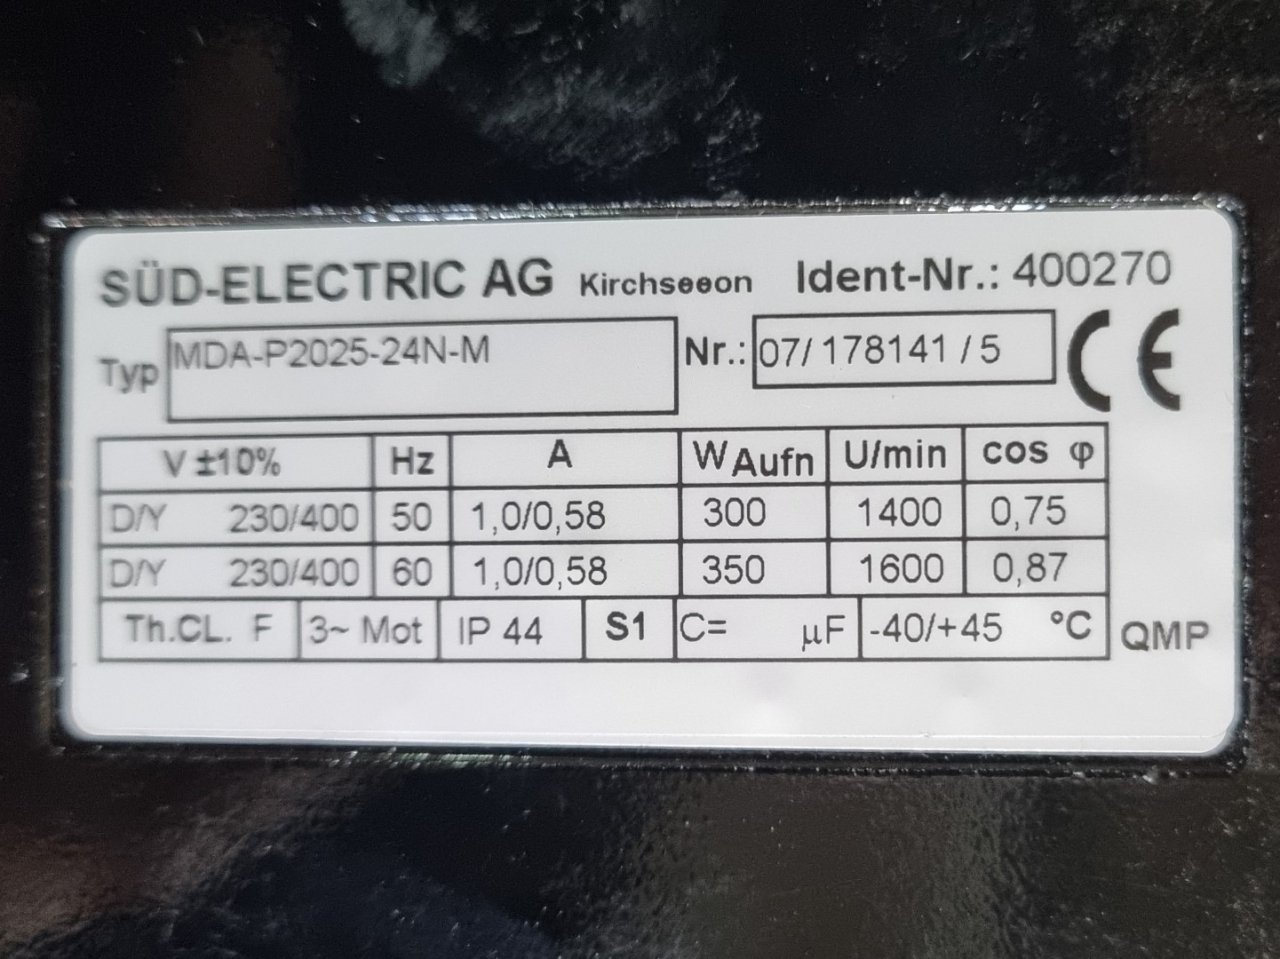 SÜD-ELECTRIC AG Kirchseeon Ident-Nr.: 400270
Typ MDA-P2025-24N-M Nr.: 07/178141/5 CE
V ±10% Hz A W Aufn U/min cos φ
D/Y 230/400 50 1,0/0,58 300 1400 0,75
D/Y 230/400 60 1,0/0,58 350 1600 0,87
Th.CL. F 3~ Mot IP 44 S1 C= µF -40/+45 °C QMP